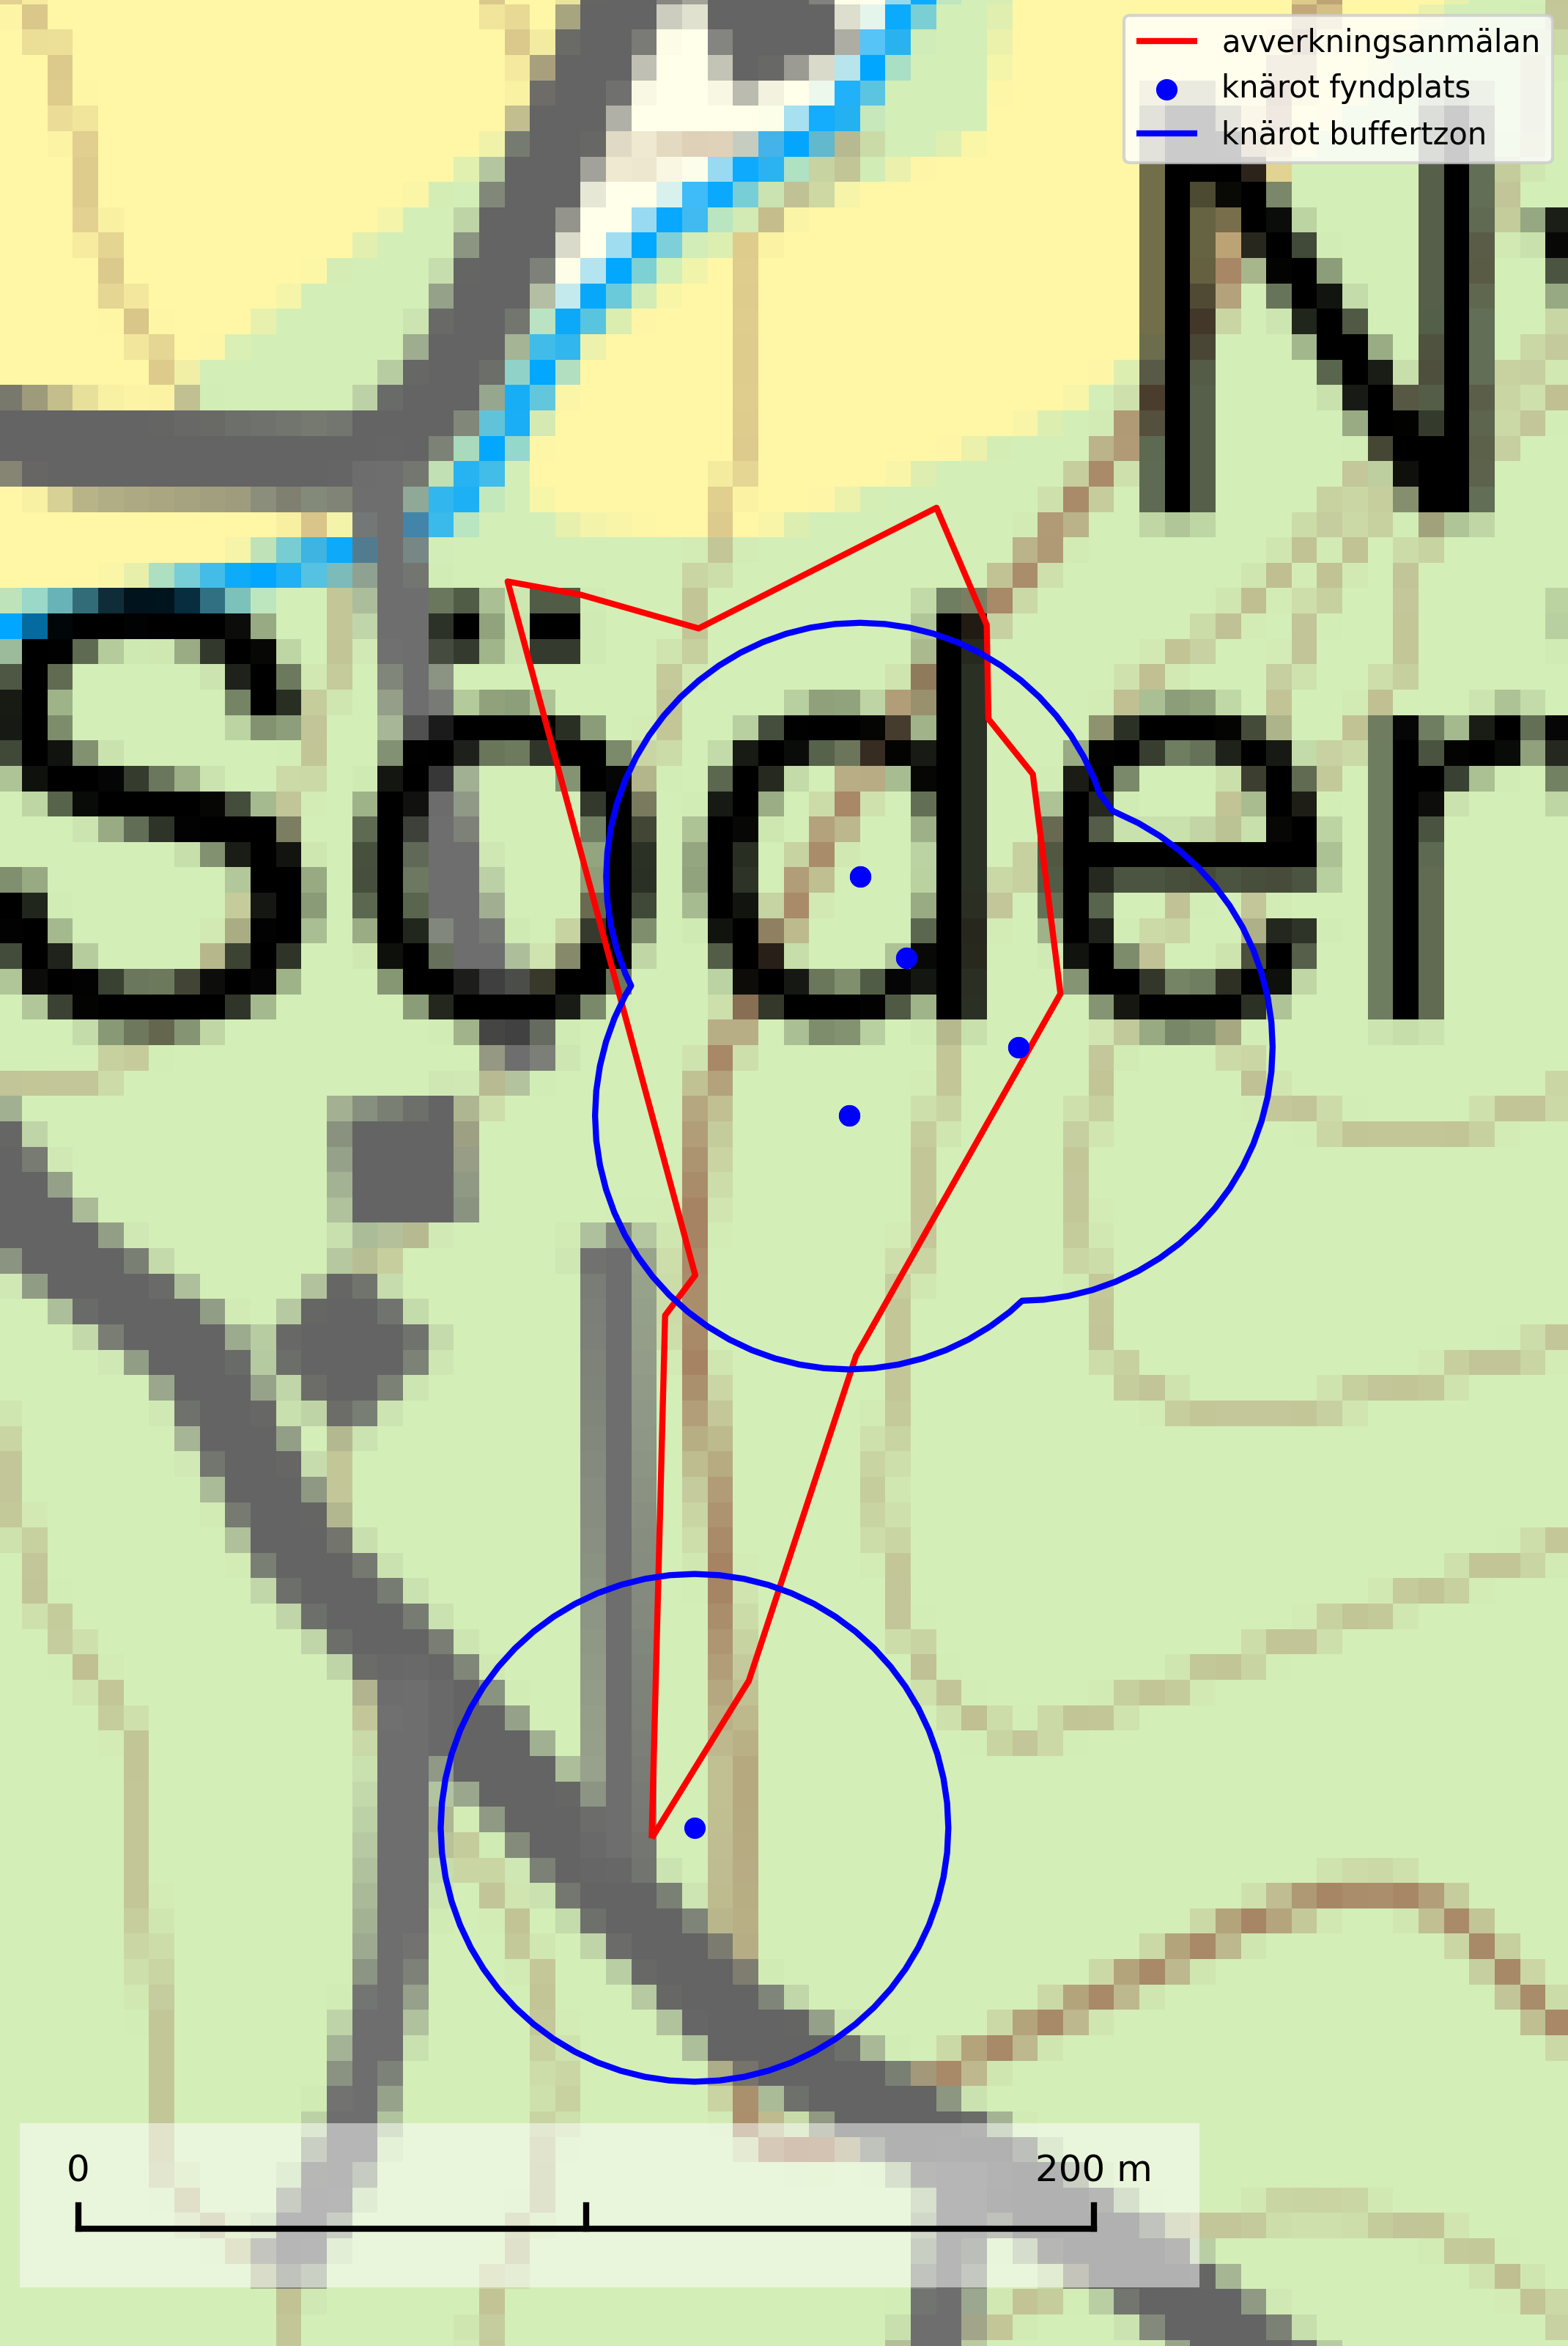 avverkningsanmälan
knärot fyndplats
knärot buffertzon
N
Söder
0 200 m